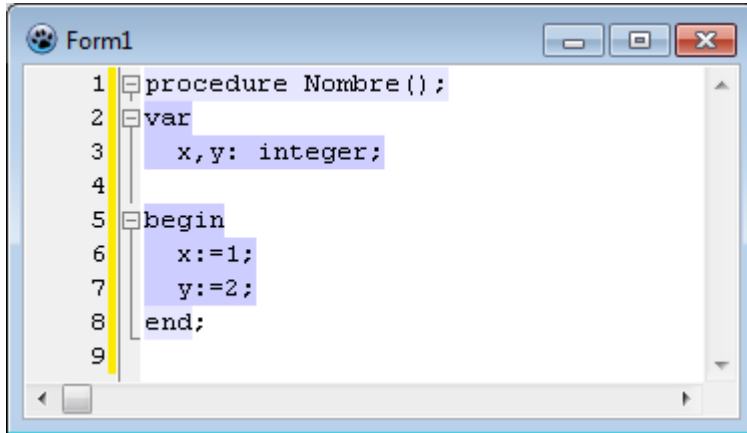 Form1
1 procedure Nombre();
2 var
3   x,y: integer;
4
5 begin
6   x:=1;
7   y:=2;
8 end;
9